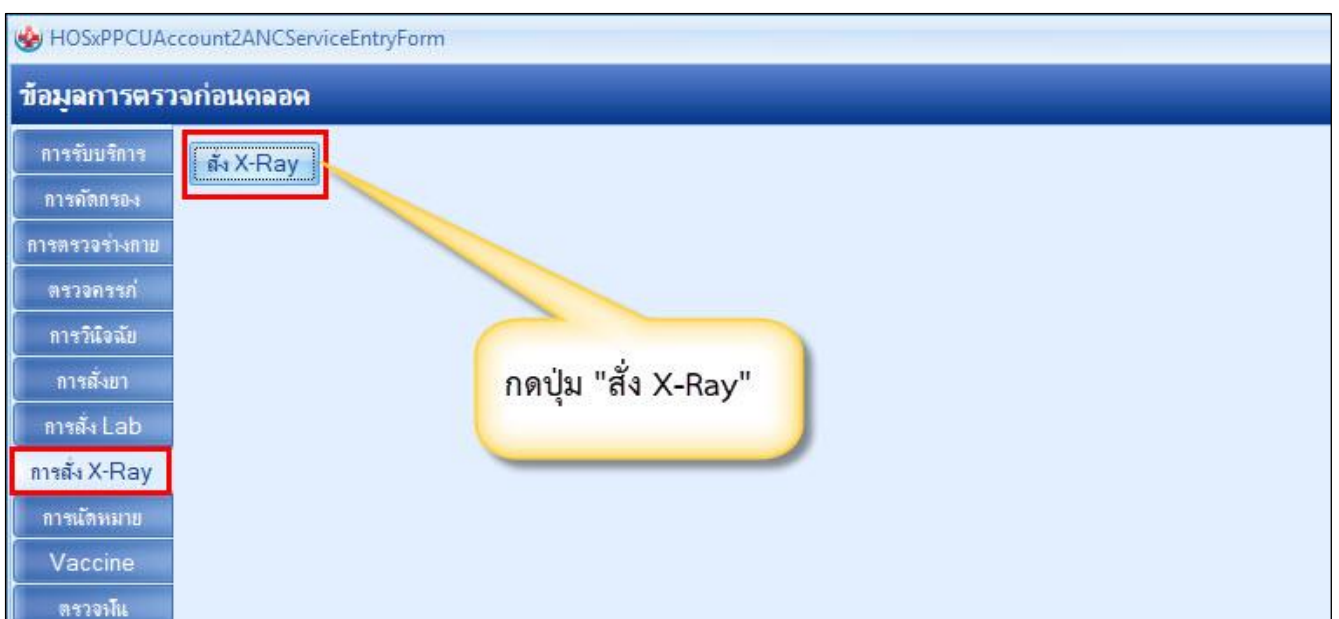 HOSxPPCUAccount2ANCServiceEntryForm
ข้อมูลการตรวจก่อนคลอด
การรับบริการ
สั่ง X-Ray
การคัดกรอง
การตรวจร่างกาย
ตรวจครรภ์
การวินิจฉัย
การสั่งยา
กดปุ่ม "สั่ง X-Ray"
การสั่ง Lab
การสั่ง X-Ray
การนัดหมาย
Vaccine
ตรวจฟัน